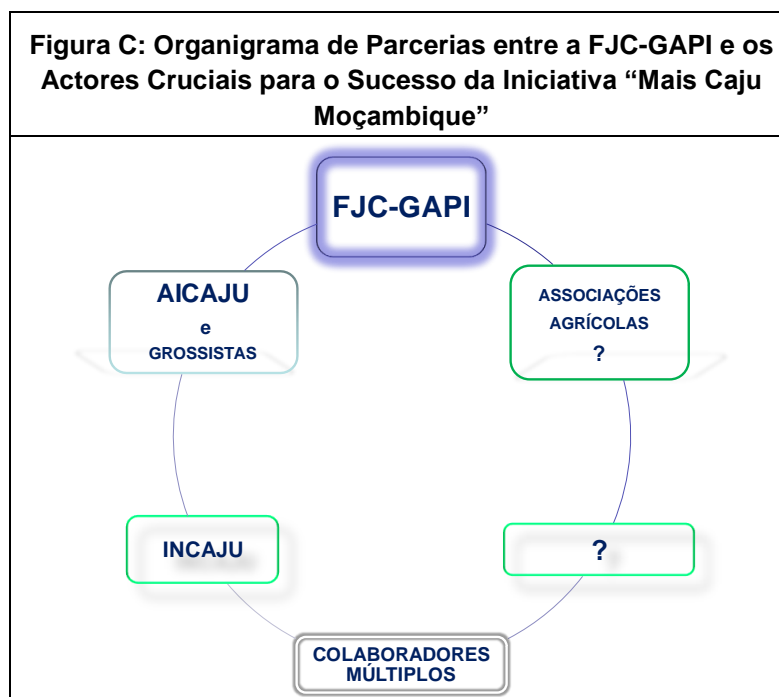 Figura C: Organigrama de Parcerias entre a FJC-GAPI e os
Actores Cruciais para o Sucesso da Iniciativa “Mais Caju
Moçambique”
FJC-GAPI
AICAJU
e
GROSSISTAS
ASSOCIAÇÕES
AGRÍCOLAS
?
INCAJU
?
COLABORADORES
MÚLTIPLOS